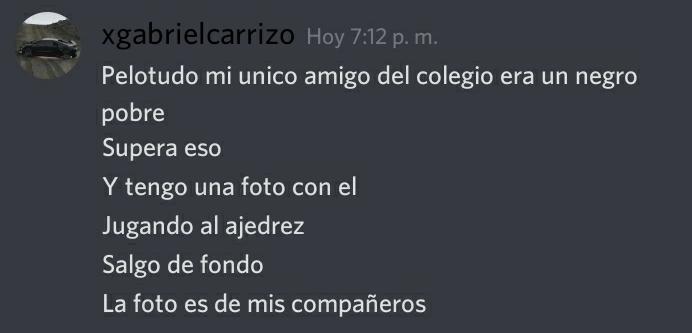 xgabrielcarrizo Hoy 7:12 p. m.
Pelotudo mi unico amigo del colegio era un negro
pobre
Supera eso
Y tengo una foto con el
Jugando al ajedrez
Salgo de fondo
La foto es de mis compañeros